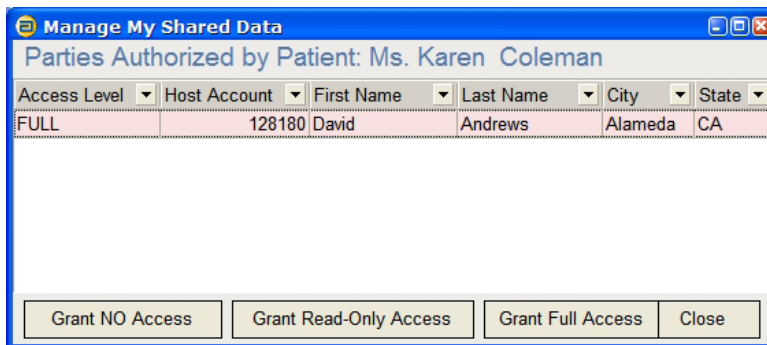 Manage My Shared Data
Parties Authorized by Patient: Ms. Karen Coleman
Access Level Host Account First Name Last Name City State
FULL 128180 David Andrews Alameda CA
Grant NO Access Grant Read-Only Access Grant Full Access Close